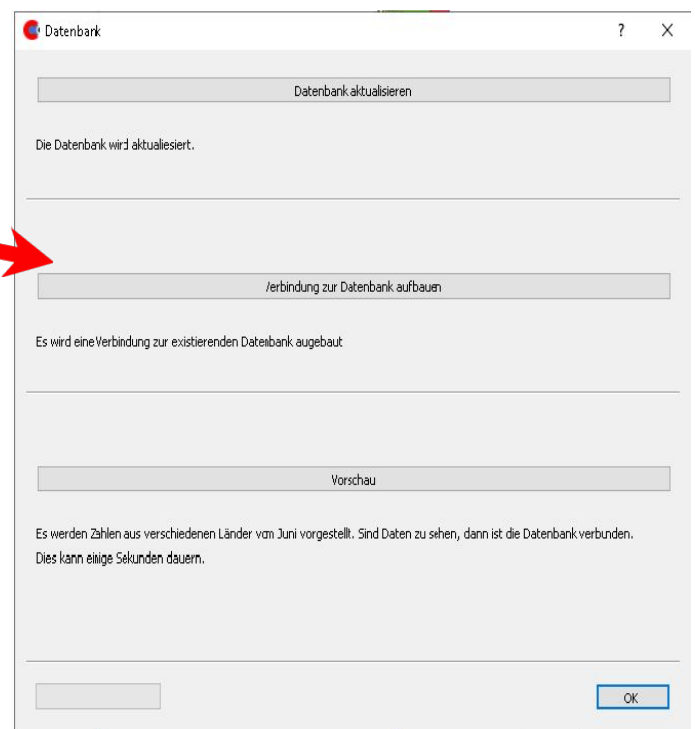 Datenbank
?
Datenbank aktualisieren
Die Datenbank wird aktualiesiert.
Verbindung zur Datenbank aufbauen
Es wird eine Verbindung zur existierenden Datenbank augebaut
Vorschau
Es werden Zahlen aus verschiedenen Länder vom Juni vorgestellt. Sind Daten zu sehen, dann ist die Datenbank verbunden.
Dies kann einige Sekunden dauern.
OK